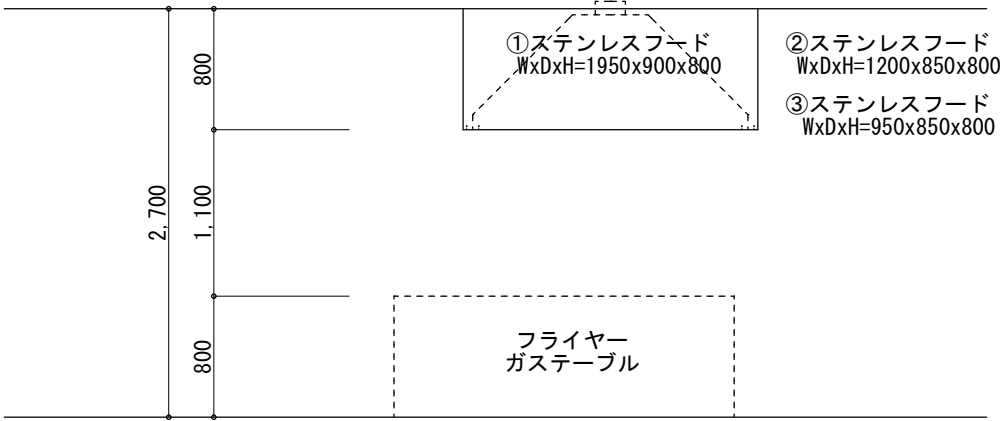 ①ステンレスフード
WxDxH=1950x900x800
②ステンレスフード
WxDxH=1200x850x800
③ステンレスフード
WxDxH=950x850x800
800
2,700
1,100
800
フライヤー
ガステーブル